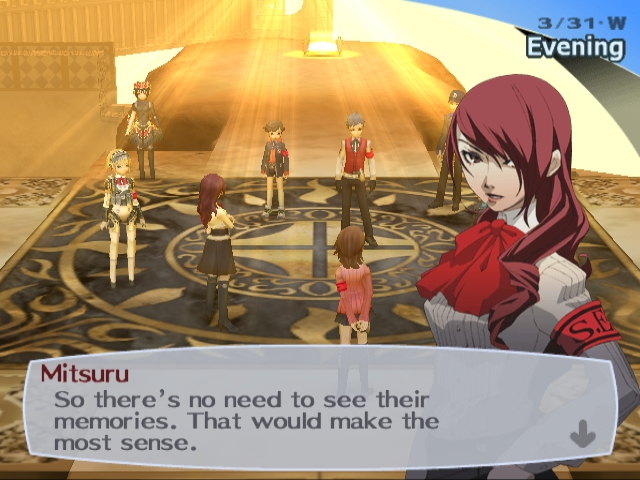 3/31·W
Evening
Mitsuru
So there's no need to see their
memories. That would make the
most sense.
S.E